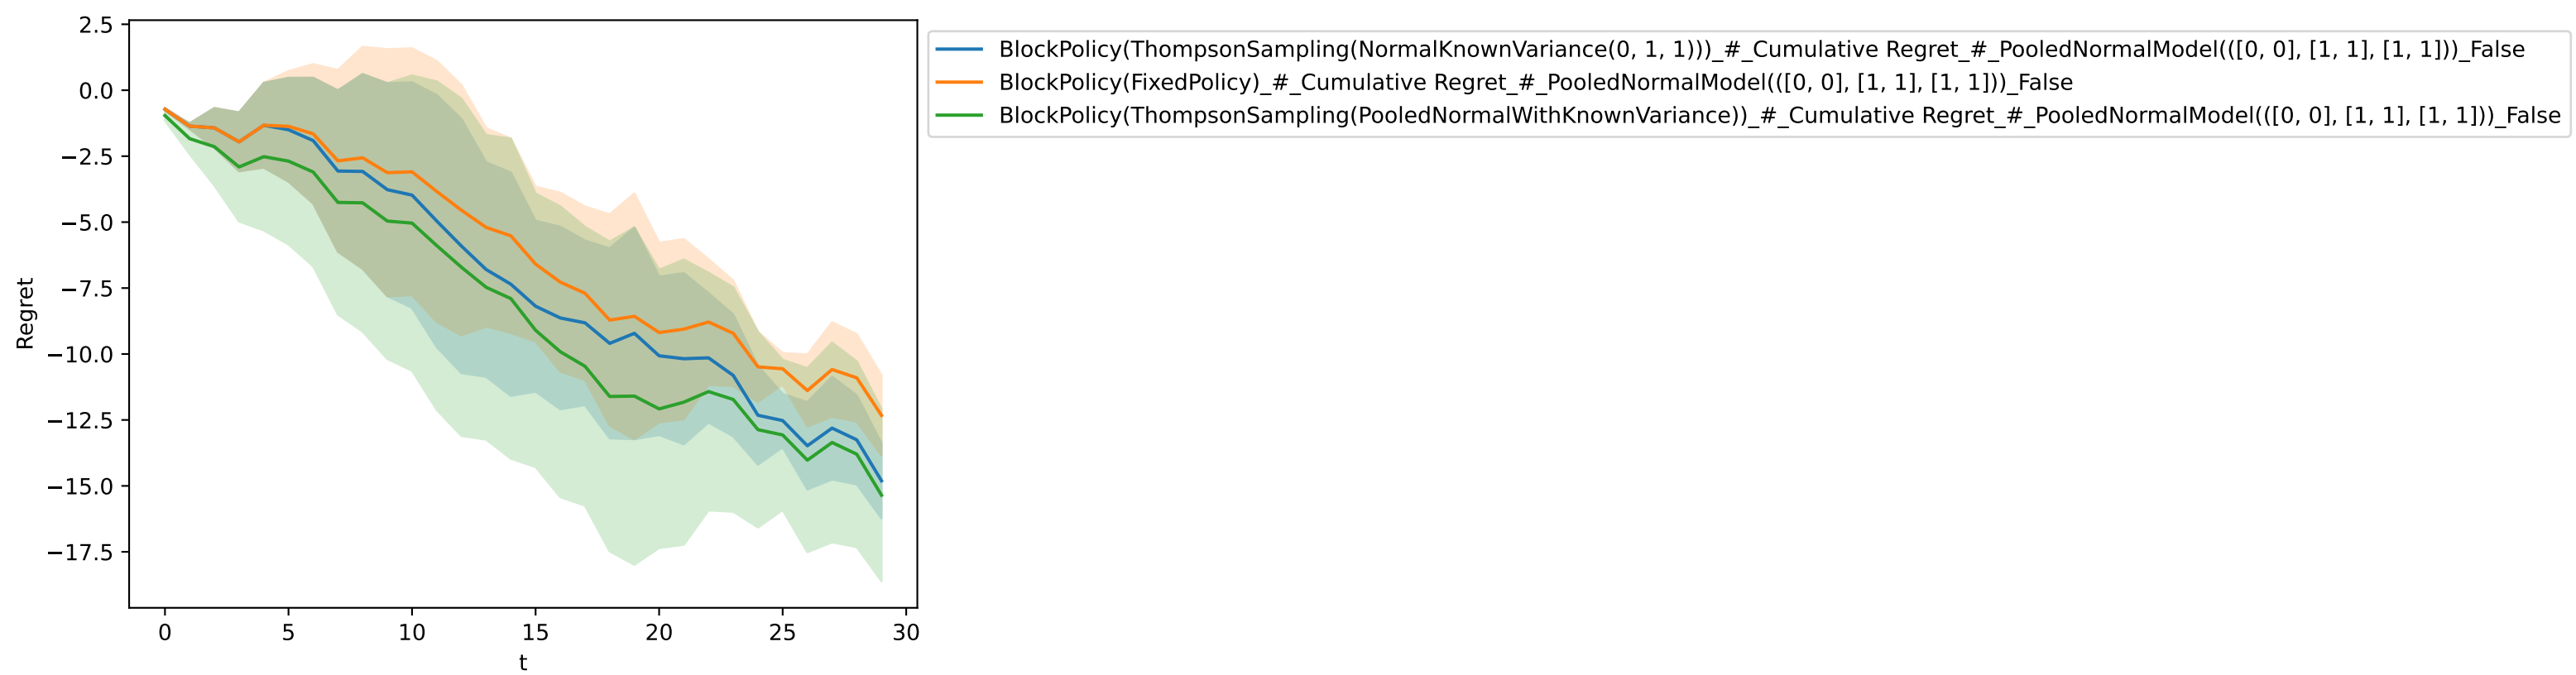 2.5
0.0
−2.5
−5.0
−7.5
−10.0
−12.5
−15.0
−17.5
Regret
0 5 10 15 20 25 30
t
BlockPolicy(ThompsonSampling(NormalKnownVariance(0, 1, 1)))_#_Cumulative Regret_#_PooledNormalModel(([0, 0], [1, 1], [1, 1]))_False
BlockPolicy(FixedPolicy)_#_Cumulative Regret_#_PooledNormalModel(([0, 0], [1, 1], [1, 1]))_False
BlockPolicy(ThompsonSampling(PooledNormalWithKnownVariance))_#_Cumulative Regret_#_PooledNormalModel(([0, 0], [1, 1], [1, 1]))_False